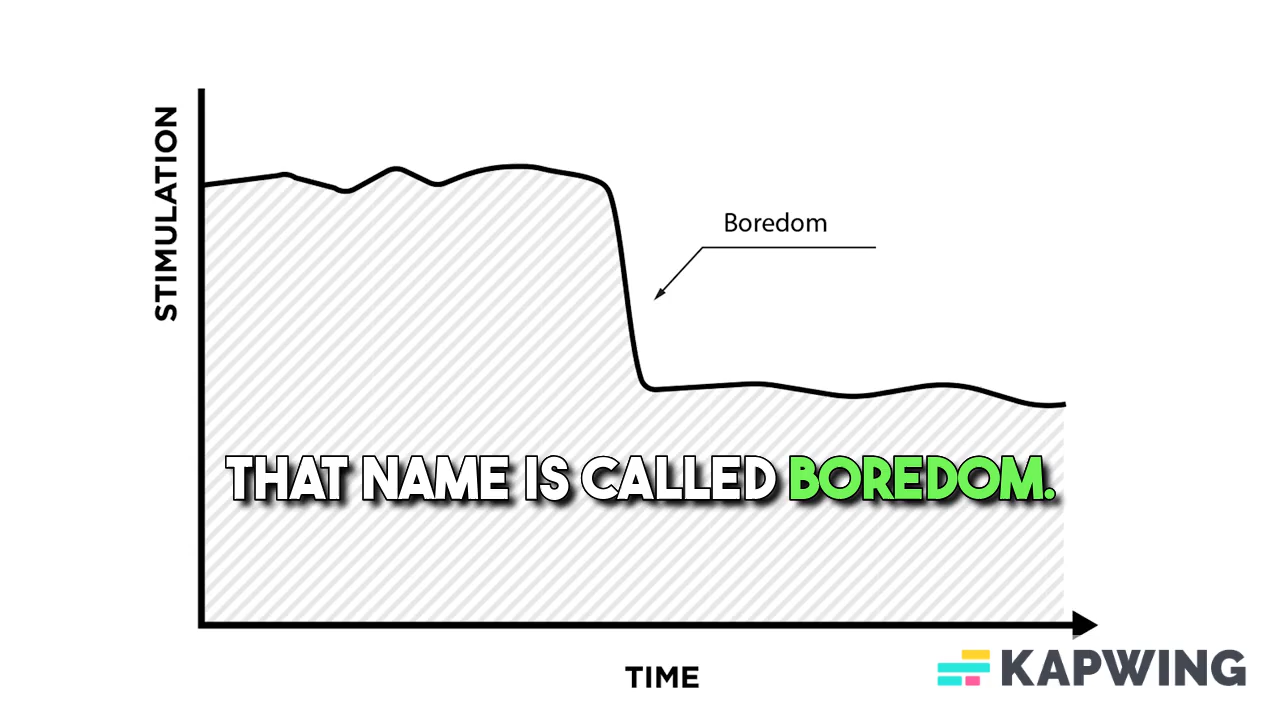 STIMULATION
Boredom
THAT NAME IS CALLED BOREDOM.
TIME
KAPWING